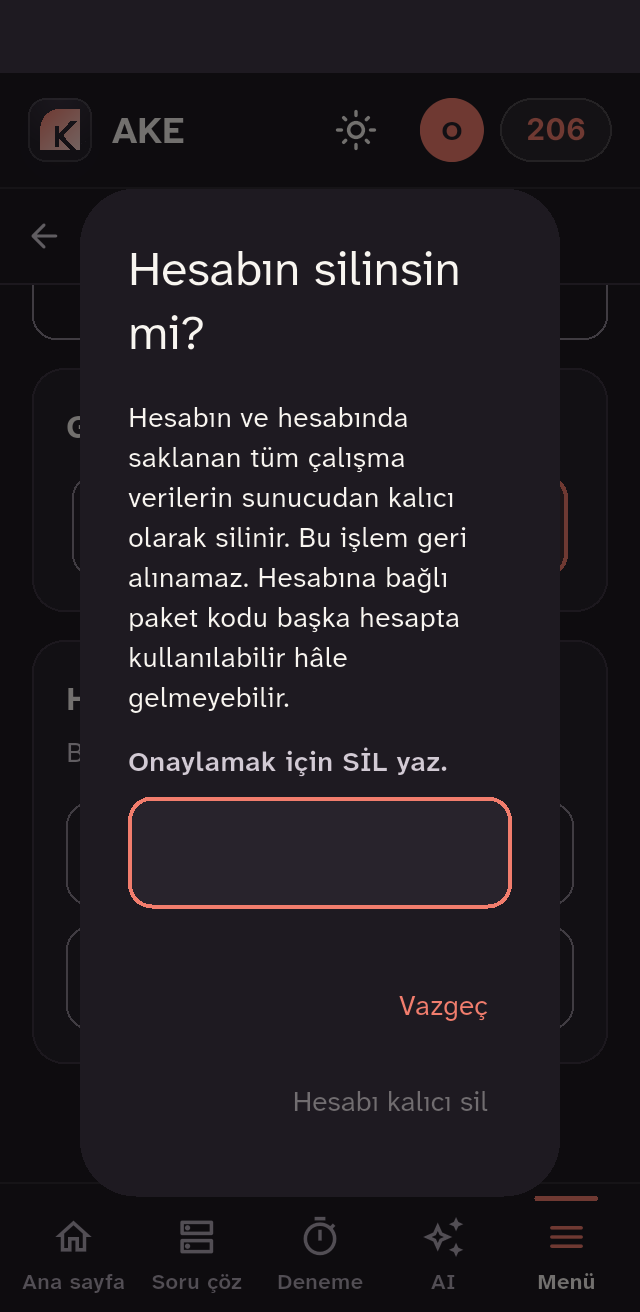 AKE
O
206
Hesabın silinsin
mi?
Hesabın ve hesabında
saklanan tüm çalışma
verilerin sunucudan kalıcı
olarak silinir. Bu işlem geri
alınamaz. Hesabına bağlı
paket kodu başka hesapta
kullanılabilir hâle
gelmeyebilir.
Onaylamak için SİL yaz.
Vazgeç
Hesabı kalıcı sil
Ana sayfa
Soru çöz
Deneme
AI
Menü